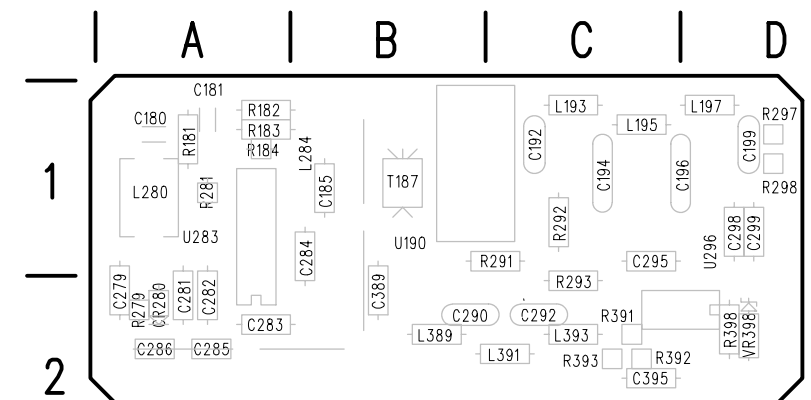 A B C D
C181
R182
L193
L197
R297
C180
R183
L195
R181
R184
L284
C192
C194
C196
C199
1
R298
L280
R281
C185
T187
R292
U283
U190
C284
U296
C298
C299
R291
C295
C279
R279
CR280
C281
C282
C389
R293
C283
C290
C292
R391
R398
VR398
L389
L393
C286
C285
L391
R393
R392
2
C395